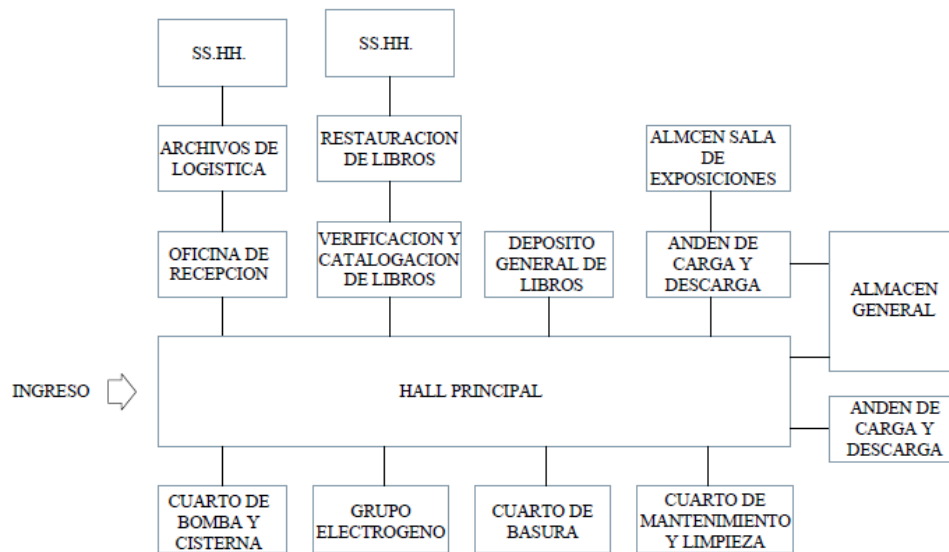 SS.HH.
SS.HH.
ARCHIVOS DE
LOGISTICA
RESTAURACION
DE LIBROS
ALMCEN SALA
DE
EXPOSICIONES
OFICINA DE
RECEPCION
VERIFICACION Y
CATALOGACION
DE LIBROS
DEPOSITO
GENERAL DE
LIBROS
ANDEN DE
CARGA Y
DESCARGA
ALMACEN
GENERAL
INGRESO
HALL PRINCIPAL
ANDEN DE
CARGA Y
DESCARGA
CUARTO DE
BOMBA Y
CISTERNA
GRUPO
ELECTROGENO
CUARTO DE
BASURA
CUARTO DE
MANTENIMIENTO
Y LIMPIEZA